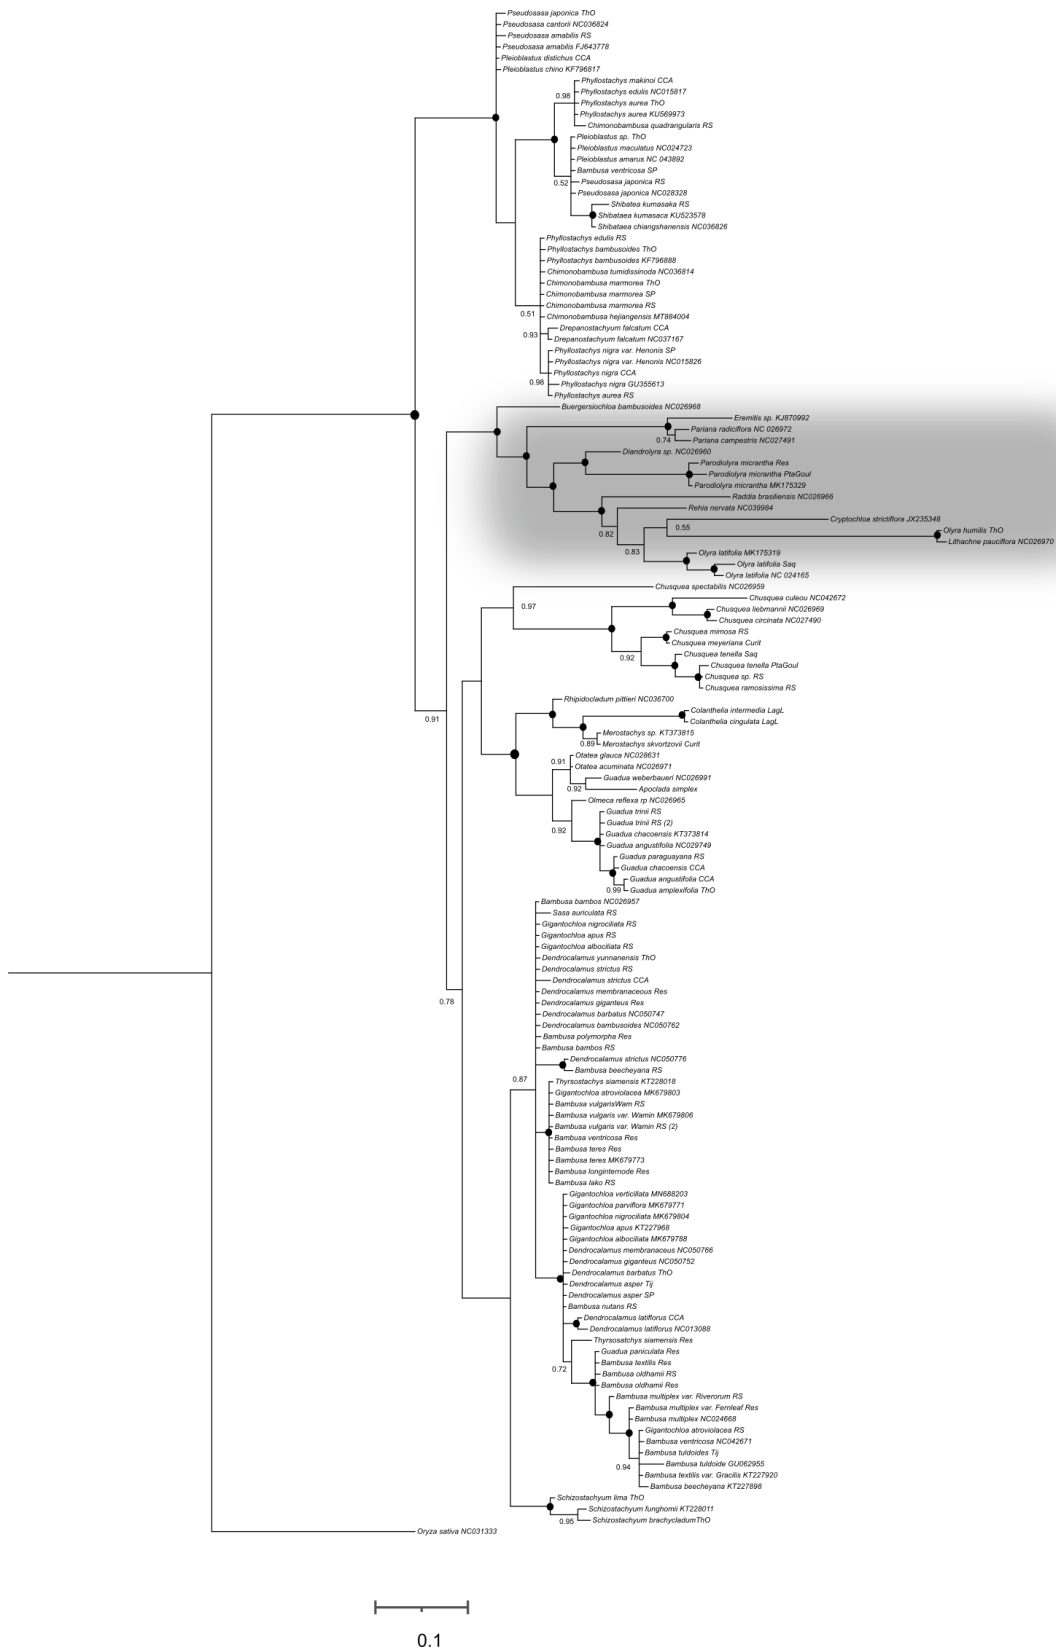 Pseudosasa japonica ThO
Pseudosasa cantorii NC036824
Pseudosasa amabilis RS
Pseudosasa amabilis FJ643778
Pleioblastus distichus CCA
Pleioblastus chino KF796817
Phyllostachys makinoi CCA
Phyllostachys edulis NC015817
0.98
Phyllostachys aurea ThO
Phyllostachys aurea KU569973
Chimonobambusa quadrangularis RS
Pleioblastus sp. ThO
Pleioblastus maculatus NC024723
Pleioblastus amarus NC 043892
Bambusa ventricosa SP
0.52
Pseudosasa japonica RS
Pseudosasa japonica NC028328
Shibatea kumasaka RS
Shibataea kumasaca KU523578
Shibataea chiangshanensis NC036826
Phyllostachys edulis RS
Phyllostachys bambusoides ThO
Phyllostachys bambusoides KF796888
Chimonobambusa tumidissinoda NC036814
Chimonobambusa marmorea ThO
Chimonobambusa marmorea SP
Chimonobambusa marmorea RS
0.51
Chimonobambusa hejiangensis MT884004
Drepanostachyum falcatum CCA
0.93
Drepanostachyum falcatum NC037167
Phyllostachys nigra var. Henonis SP
Phyllostachys nigra var. Henonis NC015826
Phyllostachys nigra CCA
0.98
Phyllostachys nigra GU355613
Phyllostachys aurea RS
Buergersiochloa bambusoides NC026968
Eremitis sp. KJ870992
Pariana radiciflora NC 026972
0.74
Pariana campestris NC027491
Diandrolyra sp. NC026960
Parodiolyra micrantha Res
Parodiolyra micrantha PtaGoul
Parodiolyra micrantha MK175329
Raddia brasiliensis NC026966
Rehia nervata NC039984
Cryptochloa strictiflora JX235348
0.55
Olyra humilis ThO
0.82
Lithachne pauciflora NC026970
0.83
Olyra latifolia MK175319
Olyra latifolia Saq
Olyra latifolia NC 024165
Chusquea spectabilis NC026959
Chusquea culeou NC042672
0.97
Chusquea liebmannii NC026969
Chusquea circinata NC027490
Chusquea mimosa RS
Chusquea meyeriana Curit
Chusquea tenella Saq
0.92
Chusquea tenella PtaGoul
Chusquea sp. RS
Chusquea ramosissima RS
Rhipidocladum pittieri NC036700
Colanthelia intermedia LagL
0.91
Colanthelia cingulata LagL
Merostachys sp. KT373815
0.89
Merostachys skvortzovii Curit
Otatea glauca NC028631
0.91
Otatea acuminata NC026971
Guadua weberbaueri NC026991
0.92
Apoclada simplex
Olmeca reflexa rp NC026965
Guadua trinii RS
Guadua trinii RS (2)
0.92
Guadua chacoensis KT373814
Guadua angustifolia NC029749
Guadua paraguayana RS
Guadua chacoensis CCA
Guadua angustifolia CCA
0.99
Guadua amplexifolia ThO
Bambusa bambos NC026957
Sasa auriculata RS
Gigantochloa nigrociliata RS
Gigantochloa apus RS
Gigantochloa albociliata RS
Dendrocalamus yunnanensis ThO
Dendrocalamus strictus RS
Dendrocalamus strictus CCA
Dendrocalamus membranaceous Res
0.78
Dendrocalamus giganteus Res
Dendrocalamus barbatus NC050747
Dendrocalamus bambusoides NC050762
Bambusa polymorpha Res
Bambusa bambos RS
Dendrocalamus strictus NC050776
Bambusa beecheyana RS
0.87
Thyrsostachys siamensis KT228018
Gigantochloa atroviolacea MK679803
Bambusa vulgarisWam RS
Bambusa vulgaris var. Wamin MK679806
Bambusa vulgaris var. Wamin RS (2)
Bambusa ventricosa Res
Bambusa teres Res
Bambusa teres MK679773
Bambusa longinternode Res
Bambusa lako RS
Gigantochloa verticillata MN688203
Gigantochloa parviflora MK679771
Gigantochloa nigrociliata MK679804
Gigantochloa apus KT227968
Gigantochloa albociliata MK679788
Dendrocalamus membranaceus NC050766
Dendrocalamus giganteus NC050752
Dendrocalamus barbatus ThO
Dendrocalamus asper Tij
Dendrocalamus asper SP
Bambusa nutans RS
Dendrocalamus latiflorus CCA
Dendrocalamus latiflorus NC013088
Thyrsosatchys siamensis Res
Guadua paniculata Res
0.72
Bambusa textilis Res
Bambusa oldhamii RS
Bambusa oldhamii Res
Bambusa multiplex var. Riverorum RS
Bambusa multiplex var. Fernleaf Res
Bambusa multiplex NC024668
Gigantochloa atroviolacea RS
Bambusa ventricosa NC042671
Bambusa tuldoides Tij
Bambusa tuldoide GU062955
0.94
Bambusa textilis var. Gracilis KT227920
Bambusa beecheyana KT227898
Schizostachyum lima ThO
Schizostachyum funghomii KT228011
0.95
Schizostachyum brachycladumThO
Oryza sativa NC031333
0.1